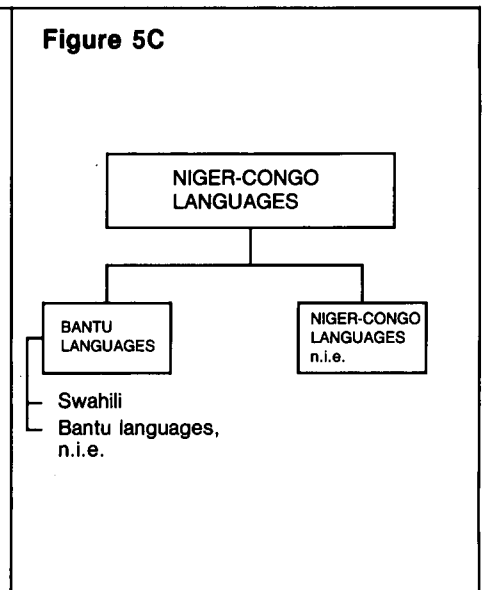 Figure 5C
NIGER-CONGO
LANGUAGES
BANTU
LANGUAGES
NIGER-CONGO
LANGUAGES
n.i.e.
Swahili
Bantu languages,
n.i.e.